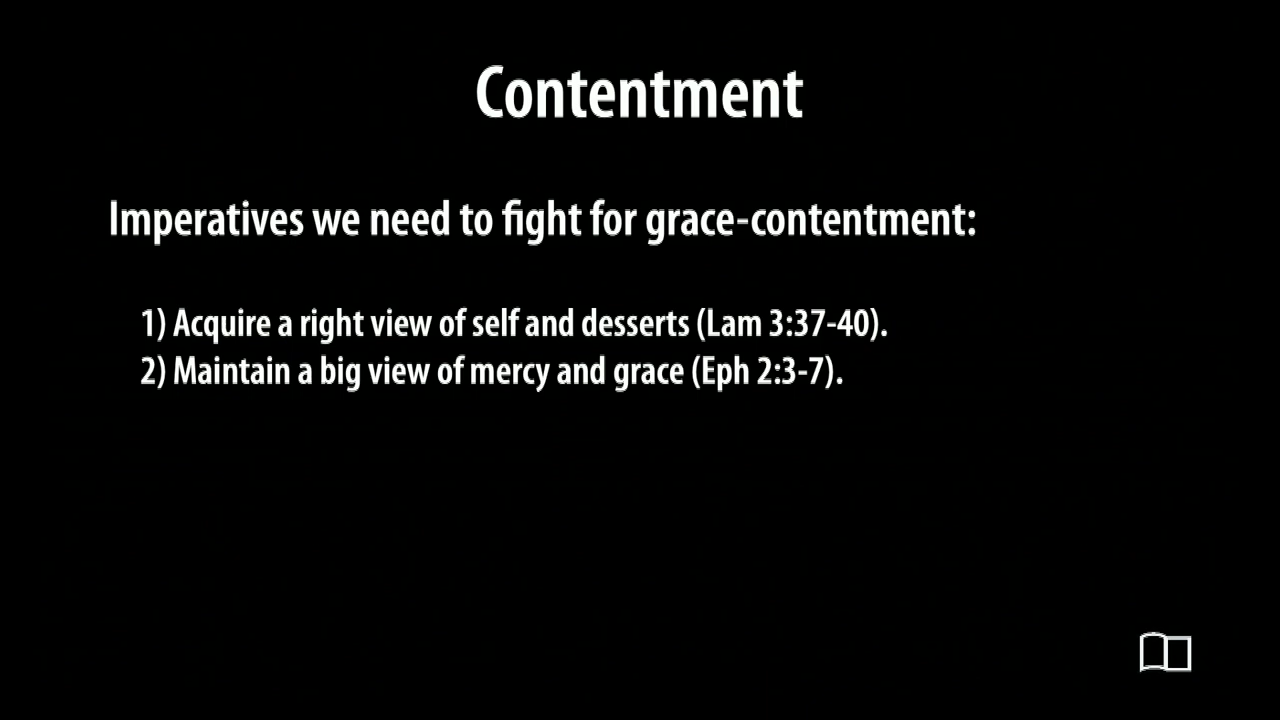 Contentment
Imperatives we need to fight for grace-contentment:
1) Acquire a right view of self and desserts (Lam 3:37-40).
2) Maintain a big view of mercy and grace (Eph 2:3-7).